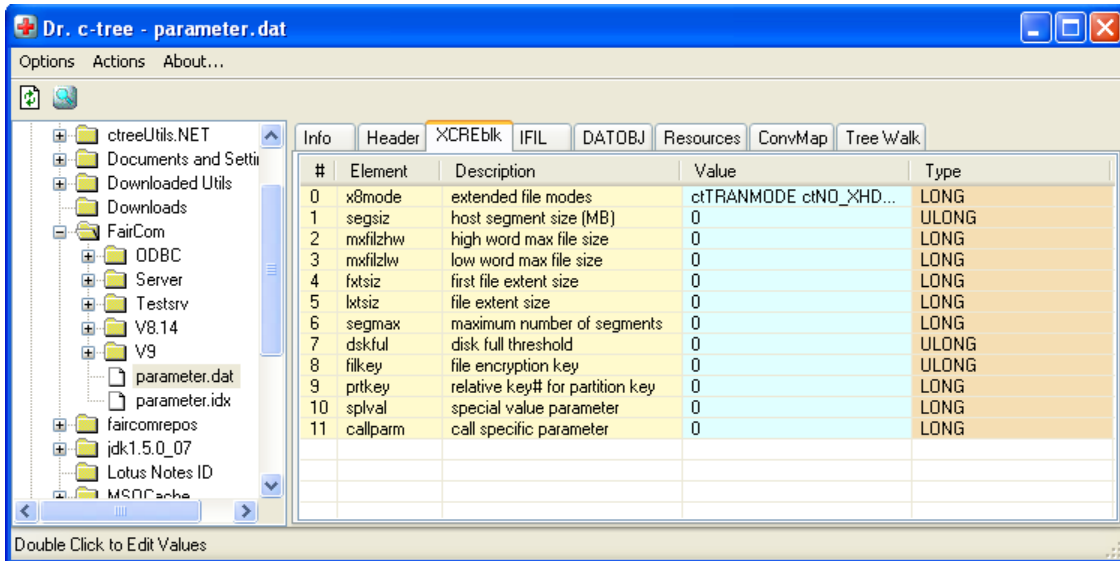 Dr. c-tree - parameter.dat
Options Actions About...
ctreeUtils.NET
Documents and Setti
Downloaded Utils
Downloads
FairCom
ODBC
Server
Testsrv
V8.14
V9
parameter.dat
parameter.idx
faircomrepos
jdk1.5.0_07
Lotus Notes ID
MSOCache
Info Header XCREblk IFIL DATOBJ Resources ConvMap Tree Walk
# Element Description Value Type
0 x8mode extended file modes ctTRANMODE ctNO_XHD... LONG
1 segsiz host segment size (MB) 0 ULONG
2 mxfilzhw high word max file size 0 LONG
3 mxfilzlw low word max file size 0 LONG
4 fxtsiz first file extent size 0 LONG
5 lxtsiz file extent size 0 LONG
6 segmax maximum number of segments 0 LONG
7 dskful disk full threshold 0 ULONG
8 filkey file encryption key 0 ULONG
9 prtkey relative key# for partition key 0 LONG
10 splval special value parameter 0 LONG
11 callparm call specific parameter 0 LONG
Double Click to Edit Values